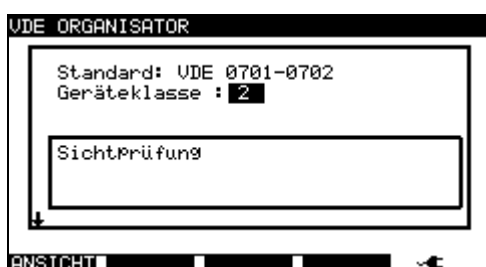 VDE ORGANISATOR
Standard: VDE 0701-0702
Geräteklasse : 2
Sichtprüfung
ANSICHT